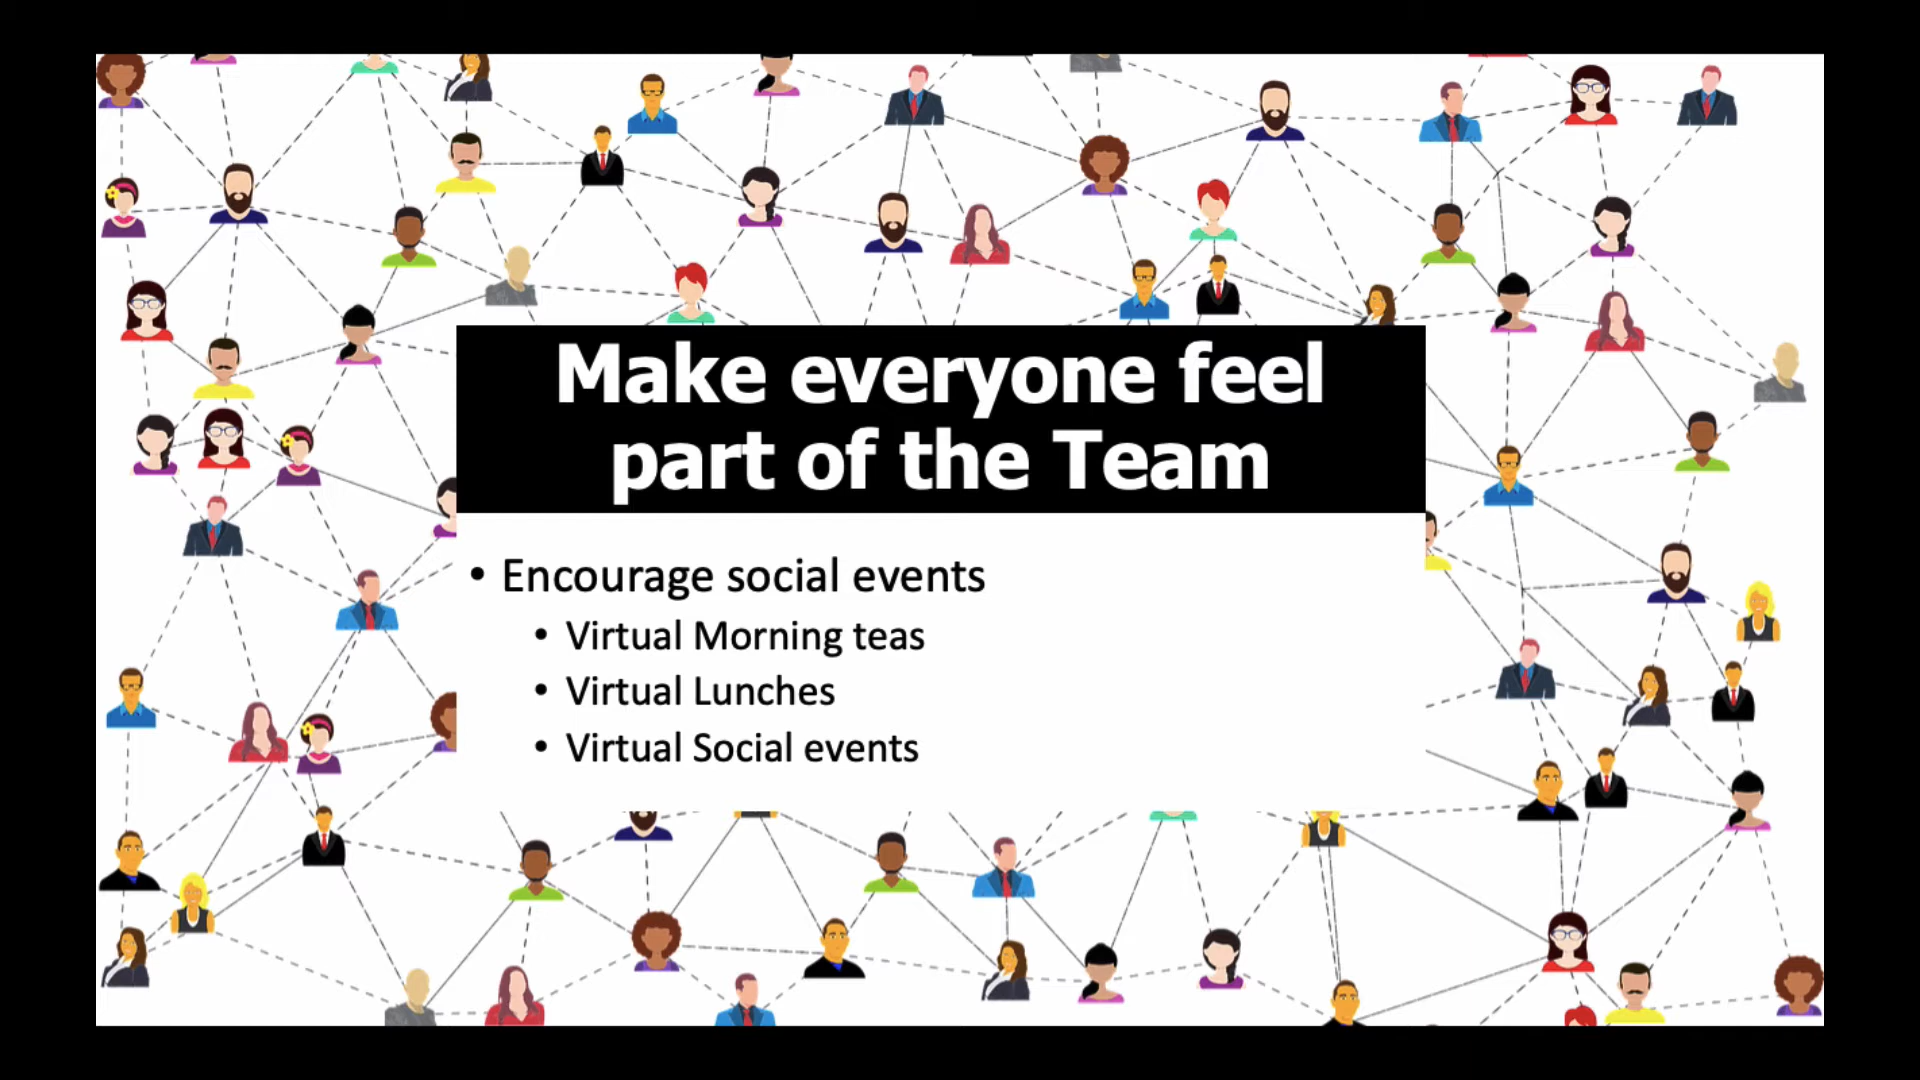 Make everyone feel
part of the Team
• Encourage social events
• Virtual Morning teas
• Virtual Lunches
• Virtual Social events